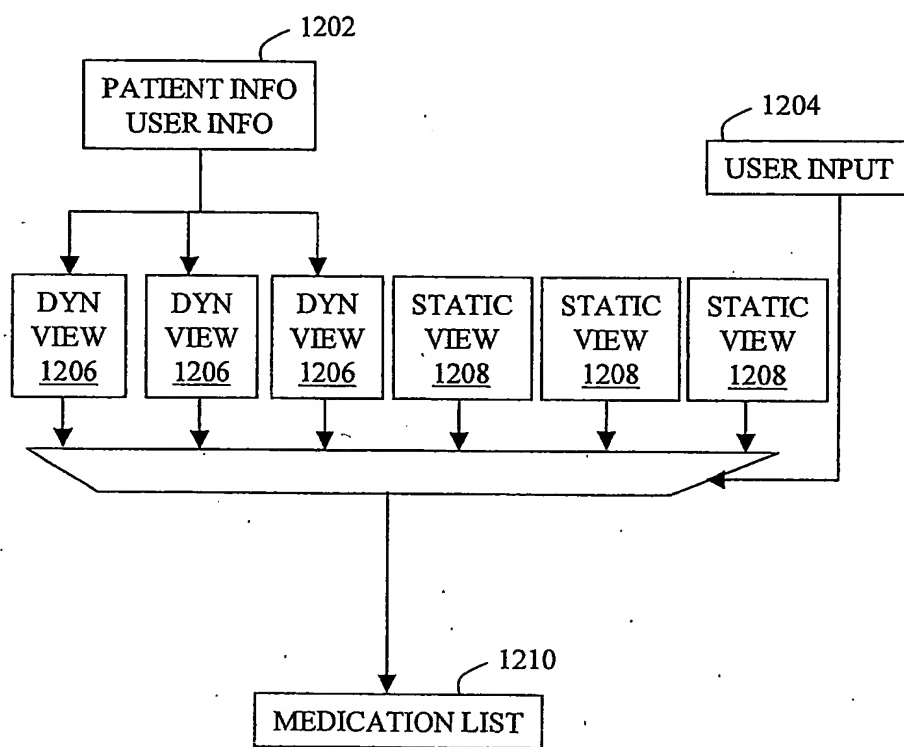 1202
PATIENT INFO
USER INFO
1204
USER INPUT
DYN
VIEW
1206
DYN
VIEW
1206
DYN
VIEW
1206
STATIC
VIEW
1208
STATIC
VIEW
1208
STATIC
VIEW
1208
1210
MEDICATION LIST